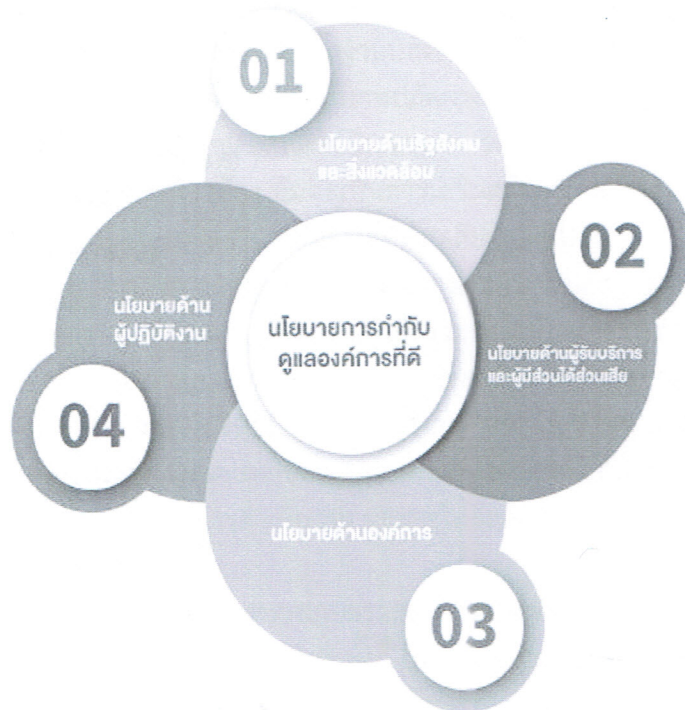 01
นโยบายด้านรัฐสังคม
และสิ่งแวดล้อม
02
นโยบายด้านผู้รับบริการ
และผู้มีส่วนได้ส่วนเสีย
นโยบายการกำกับ
ดูแลองค์การที่ดี
นโยบายด้าน
ผู้ปฏิบัติงาน
04
นโยบายด้านองค์การ
03